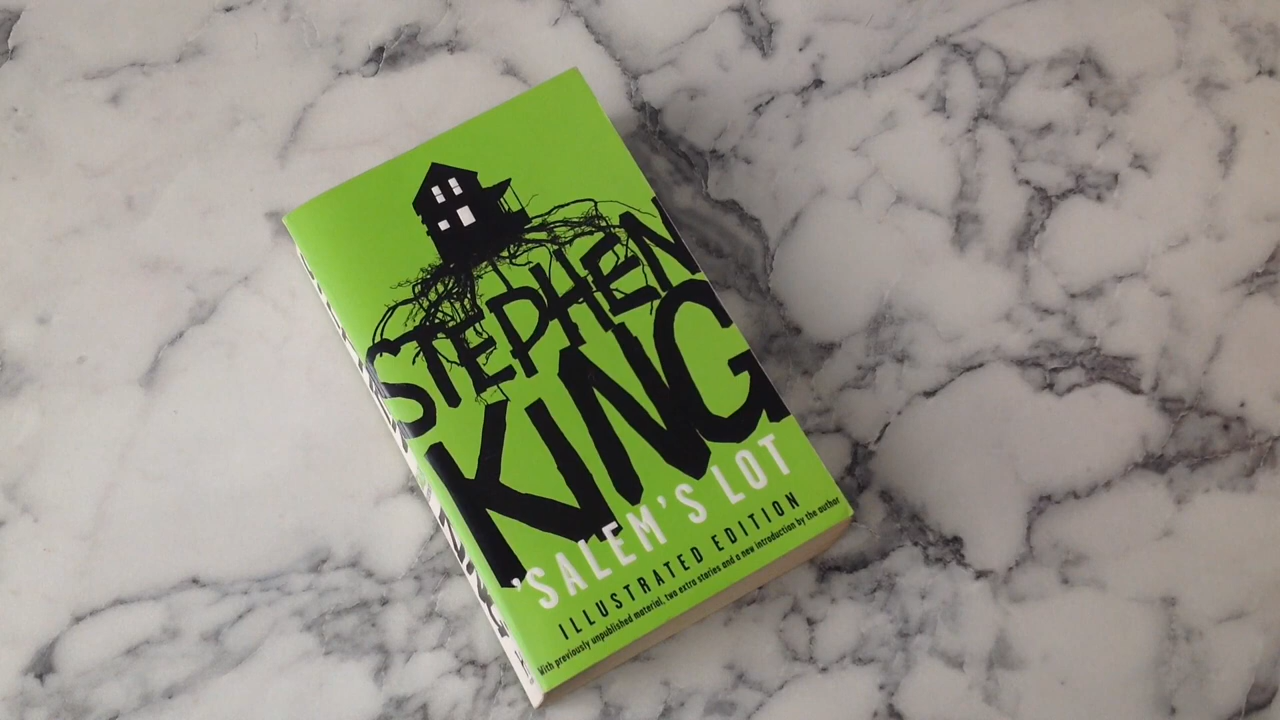 STEPHEN
KING
'SALEM'S LOT
ILLUSTRATED EDITION
With previously unpublished material, two extra stories and a new introduction by the author